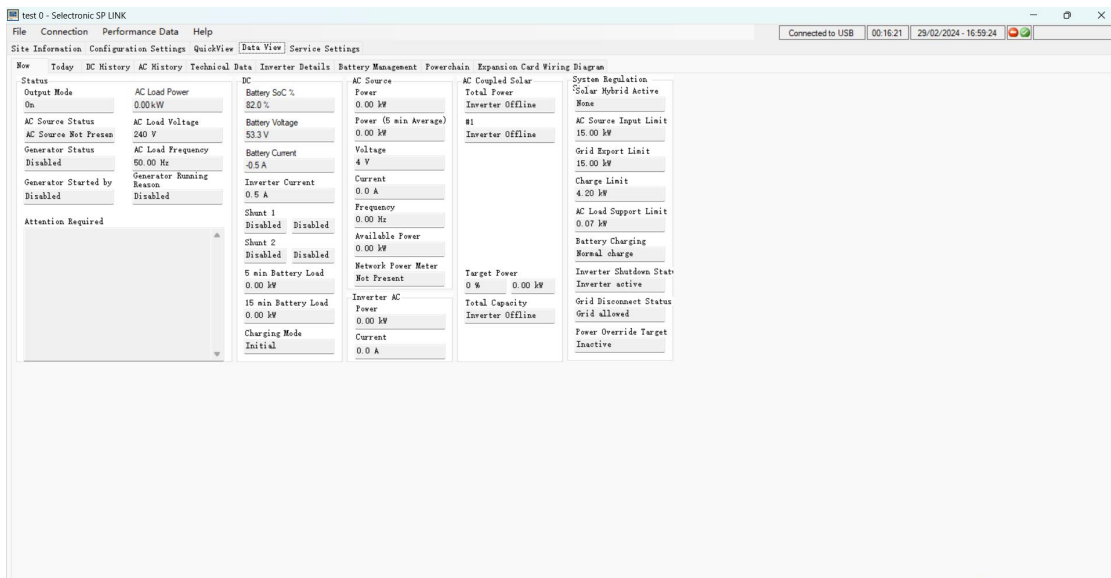 test 0 - Selectronic SP LINK
File Connection Performance Data Help
Connected to USB 00:16:21 29/02/2024 - 16:59:24
Site Information Configuration Settings QuickView Data View Service Settings
Now Today DC History AC History Technical Data Inverter Details Battery Management Powerchain Expansion Card Wiring Diagram
Status
Output Mode
On
AC Source Status
AC Source Not Presen
Generator Status
Disabled
Generator Started by
Disabled
AC Load Power
0.00 kW
AC Load Voltage
240 V
AC Load Frequency
50.00 Hz
Generator Running
Reason
Disabled
Attention Required
DC
Battery SoC %
82.0 %
Battery Voltage
53.3 V
Battery Current
-0.5 A
Inverter Current
0.5 A
Shunt 1
Disabled Disabled
Shunt 2
Disabled Disabled
5 min Battery Load
0.00 kW
15 min Battery Load
0.00 kW
Charging Mode
Initial
AC Source
Power
0.00 kW
Power (5 min Average)
0.00 kW
Voltage
4 V
Current
0.0 A
Frequency
0.00 Hz
Available Power
0.00 kW
Network Power Meter
Not Present
Inverter AC
Power
0.00 kW
Current
0.0 A
AC Coupled Solar
Total Power
Inverter Offline
#1
Inverter Offline
Target Power
0 % 0.00 kW
Total Capacity
Inverter Offline
System Regulation
Solar Hybrid Active
None
AC Source Input Limit
15.00 kW
Grid Export Limit
15.00 kW
Charge Limit
4.20 kW
AC Load Support Limit
0.07 kW
Battery Charging
Normal charge
Inverter Shutdown Stat
Inverter active
Grid Disconnect Status
Grid allowed
Power Override Target
Inactive